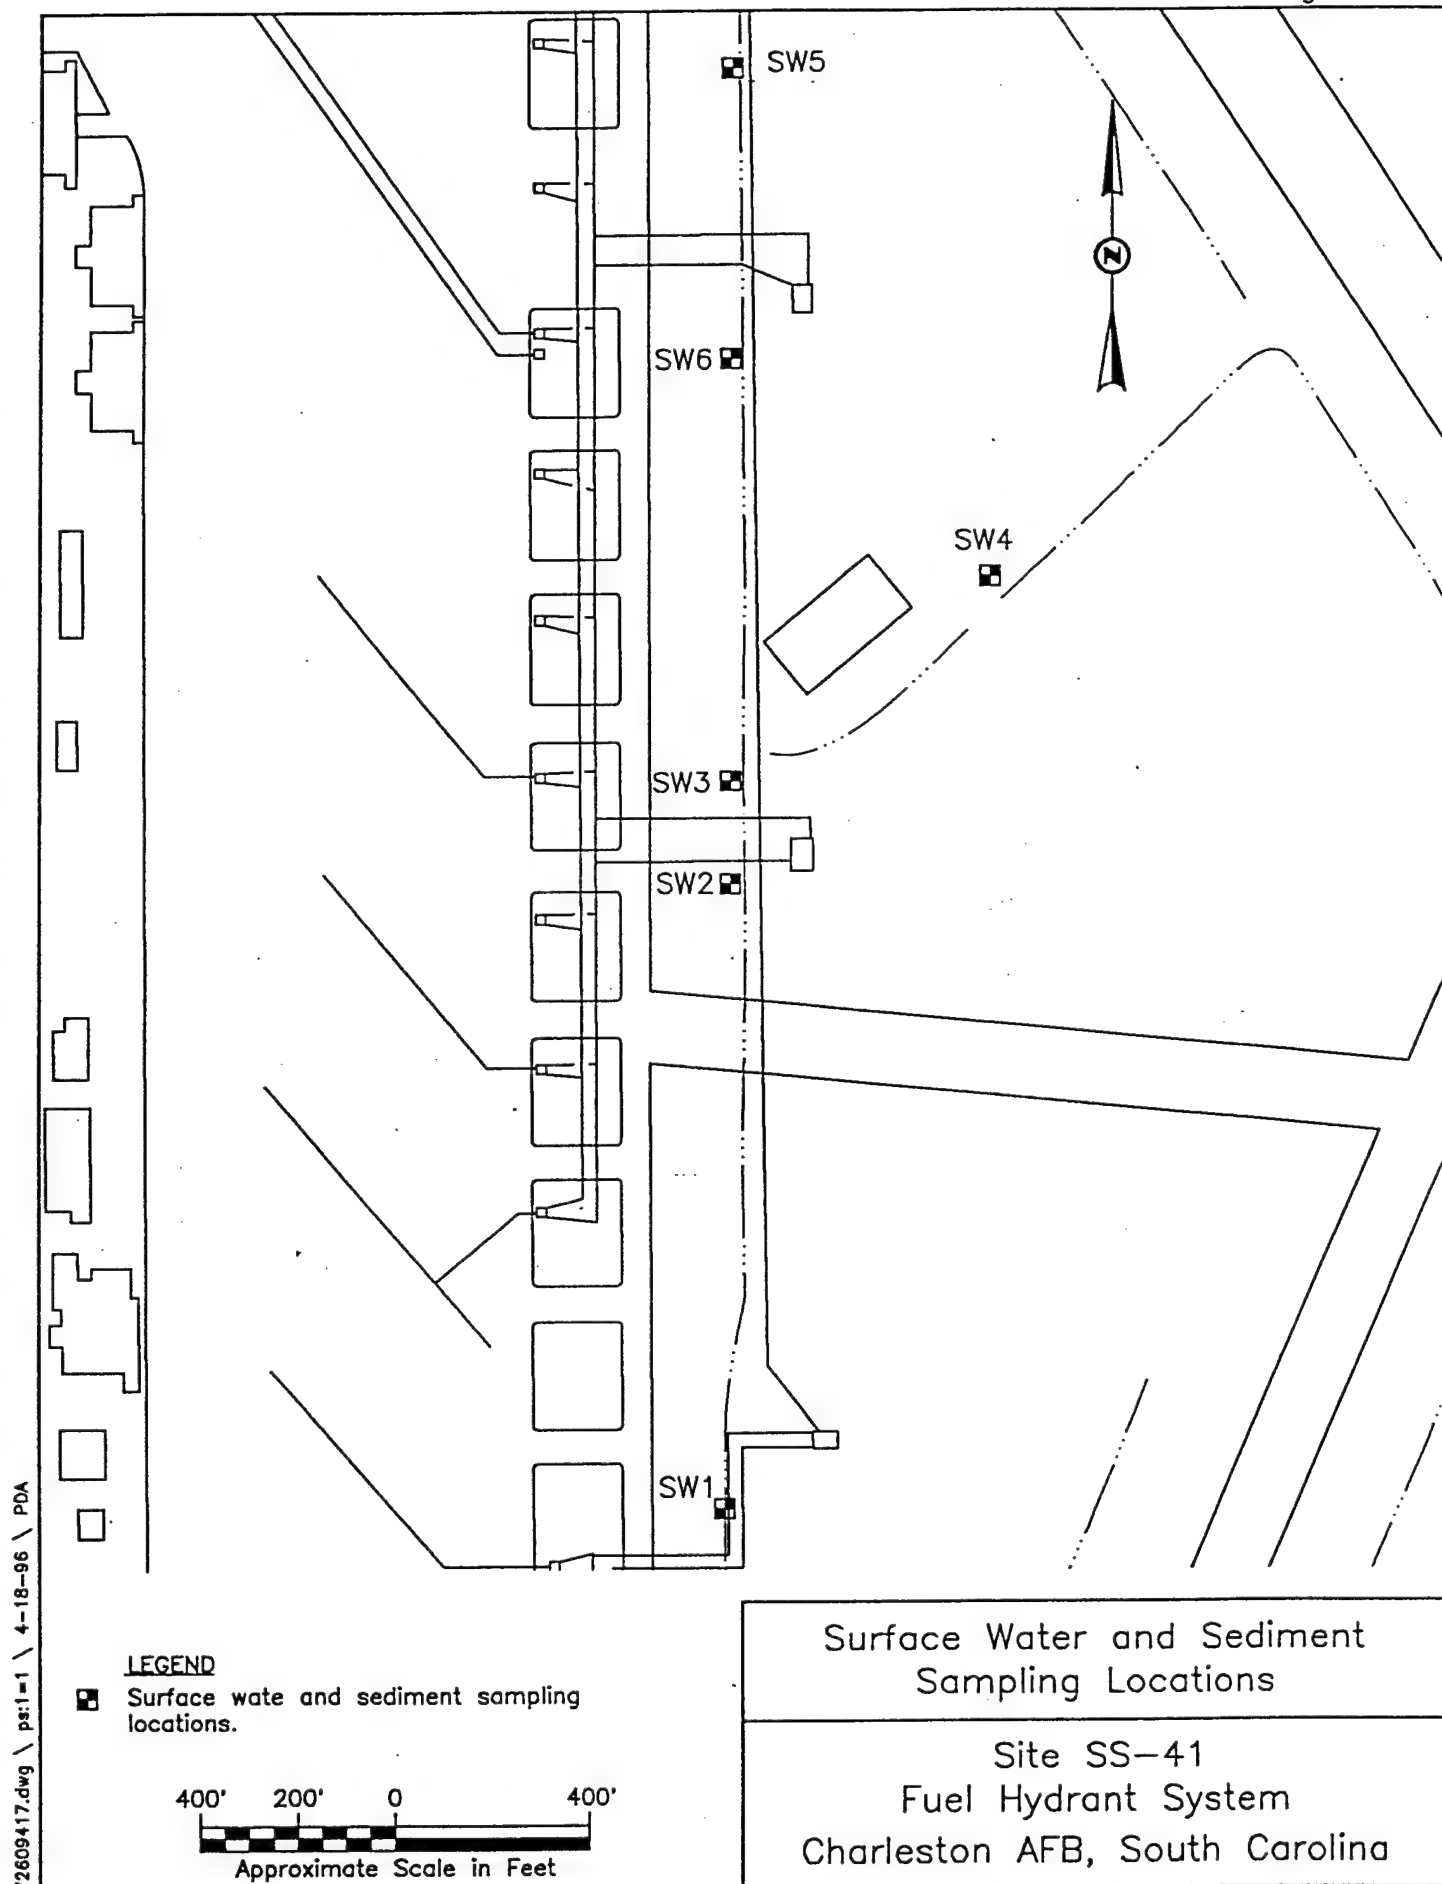 SW5
SW6
SW4
SW3
SW2
SW1
N
LEGEND
Surface wate and sediment sampling
locations.
400' 200' 0 400'
Approximate Scale in Feet
Surface Water and Sediment
Sampling Locations
Site SS-41
Fuel Hydrant System
Charleston AFB, South Carolina
72609417.dwg \ ps:1=1 \ 4-18-96 \ PDA